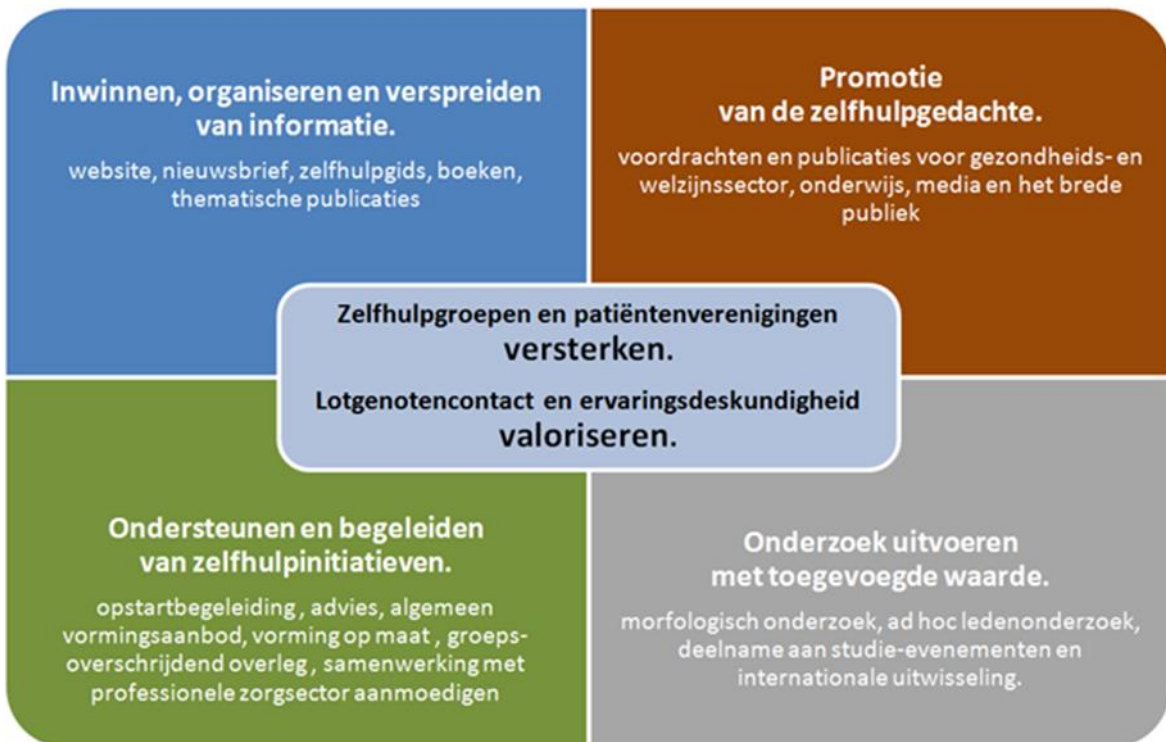 Inwinnen, organiseren en verspreiden
van informatie.
website, nieuwsbrief, zelfhulpgids, boeken,
thematische publicaties
Promotie
van de zelfhulpgedachte.
voordrachten en publicaties voor gezondheids- en
welzijnssector, onderwijs, media en het brede
publiek
Zelfhulpgroepen en patiëntenverenigingen
versterken.
Lotgenotencontact en ervaringsdeskundigheid
valoriseren.
Ondersteunen en begeleiden
van zelfhulpinitiatieven.
opstartbegeleiding , advies, algemeen
vormingsaanbod, vorming op maat , groeps-
overschrijdend overleg , samenwerking met
professionele zorgsector aanmoedigen
Onderzoek uitvoeren
met toegevoegde waarde.
morfologisch onderzoek, ad hoc ledenonderzoek,
deelname aan studie-evenementen en
internationale uitwisseling.